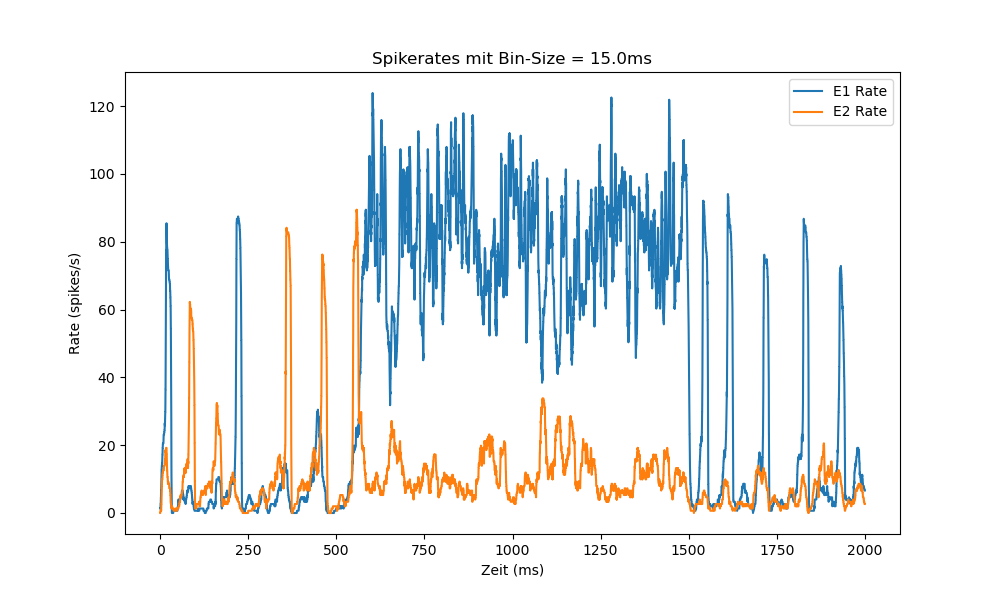 Spikerates mit Bin-Size = 15.0ms
E1 Rate
E2 Rate
Rate (spikes/s)
120
100
80
60
40
20
0
0 250 500 750 1000 1250 1500 1750 2000
Zeit (ms)